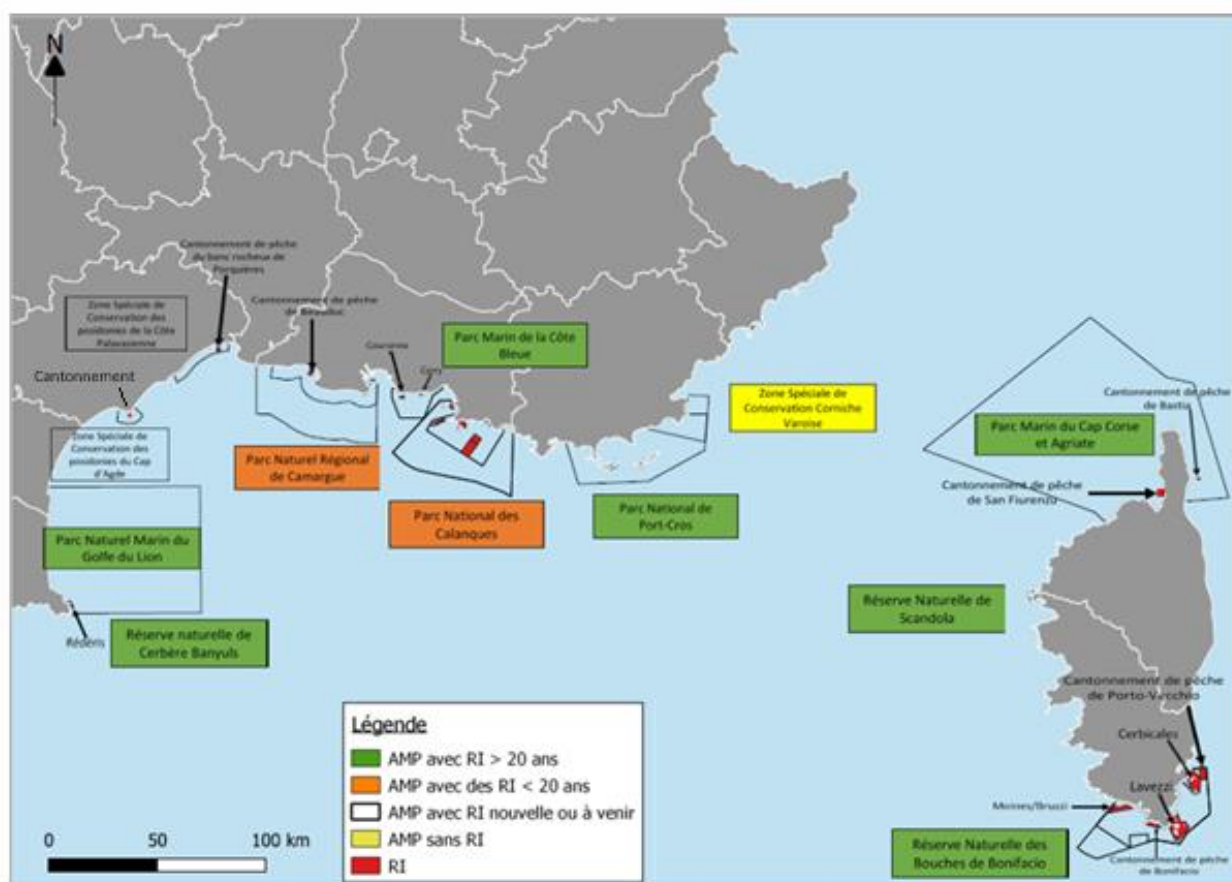 N
Cantonnement de pêche
du banc rocheux de
Porquères
Zone Spéciale de
Conservation des
posidonies de la Côte
Palavasienne
Cantonnement de pêche
de Beauduc
Couronne
Carry
Parc Marin de la Côte
Bleue
Cantonnement
Zone Spéciale de
Conservation des
posidonies du Cap
d'Agde
Parc Naturel Régional
de Camargue
Parc National des
Calanques
Zone Spéciale de
Conservation Corniche
Varoise
Parc National de
Port-Cros
Parc Naturel Marin du
Golfe du Lion
Réderis
Réserve naturelle de
Cerbère Banyuls
Cantonnement de pêche
de Bastia
Parc Marin du Cap Corse
et Agriate
Cantonnement de pêche
de San Fiurenzu
Réserve Naturelle de
Scandola
Cantonnement de pêche
de Porto-Vecchio
Cerbicales
Lavezzi
Moines/Bruzzi
Réserve Naturelle des
Bouches de Bonifacio
Cantonnement de pêche
de Bonifacio
Légende
AMP avec RI > 20 ans
AMP avec des RI < 20 ans
AMP avec RI nouvelle ou à venir
AMP sans RI
RI
0 50 100 km